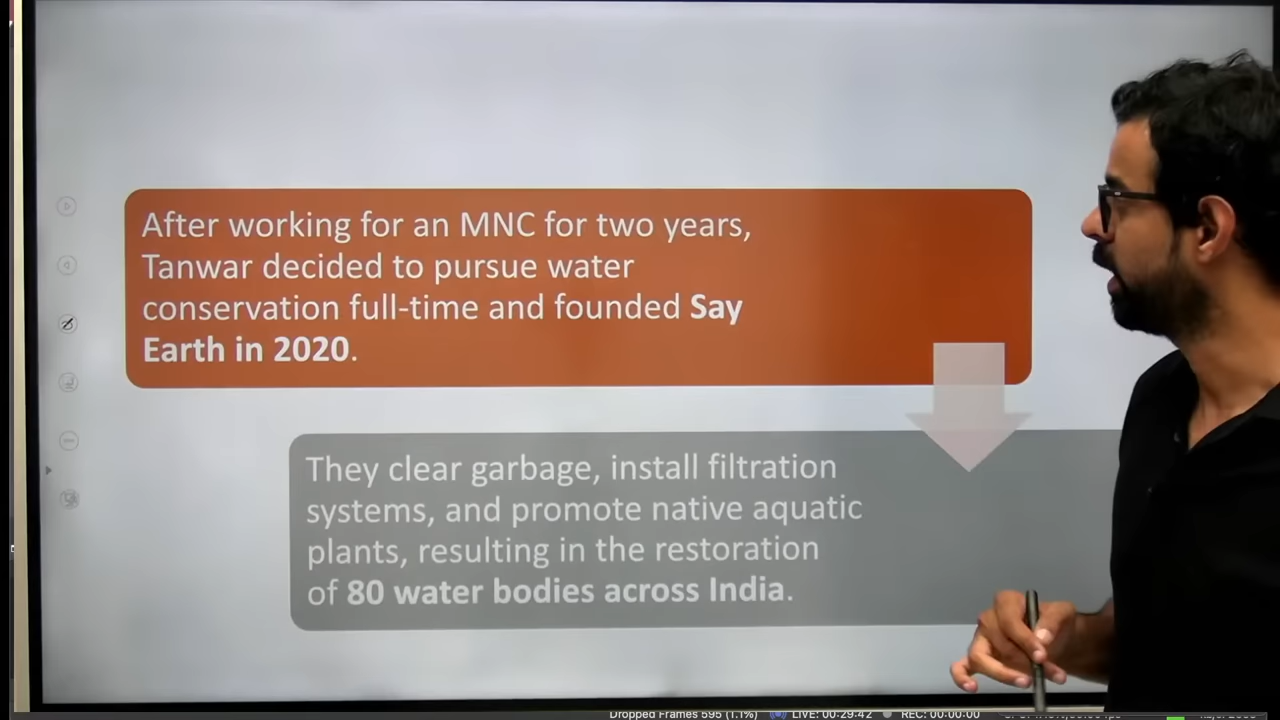 After working for an MNC for two years,
Tanwar decided to pursue water
conservation full-time and founded Say
Earth in 2020.
They clear garbage, install filtration
systems, and promote native aquatic
plants, resulting in the restoration
of 80 water bodies across India.
Dropped Frames 595 (1.1%) LIVE: 00:29:42 REC: 00:00:00